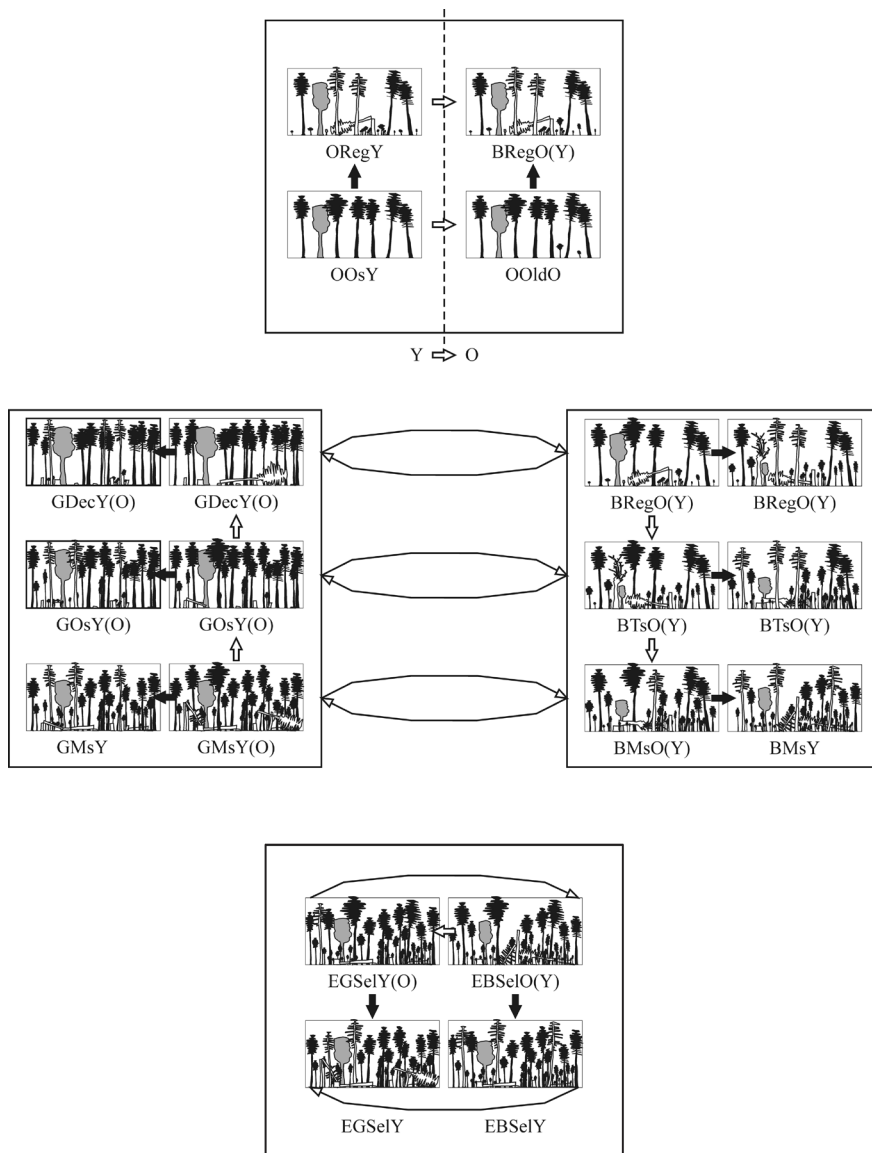 ORegY BRegO(Y)
OOsY OOldO
Y O
GDecY(O) GDecY(O)
BRegO(Y) BRegO(Y)
GOsY(O) GOsY(O)
BTsO(Y) BTsO(Y)
GMsY GMsY(O)
BMsO(Y) BMsY
EGSelY(O) EBSelO(Y)
EGSelY EBSelY